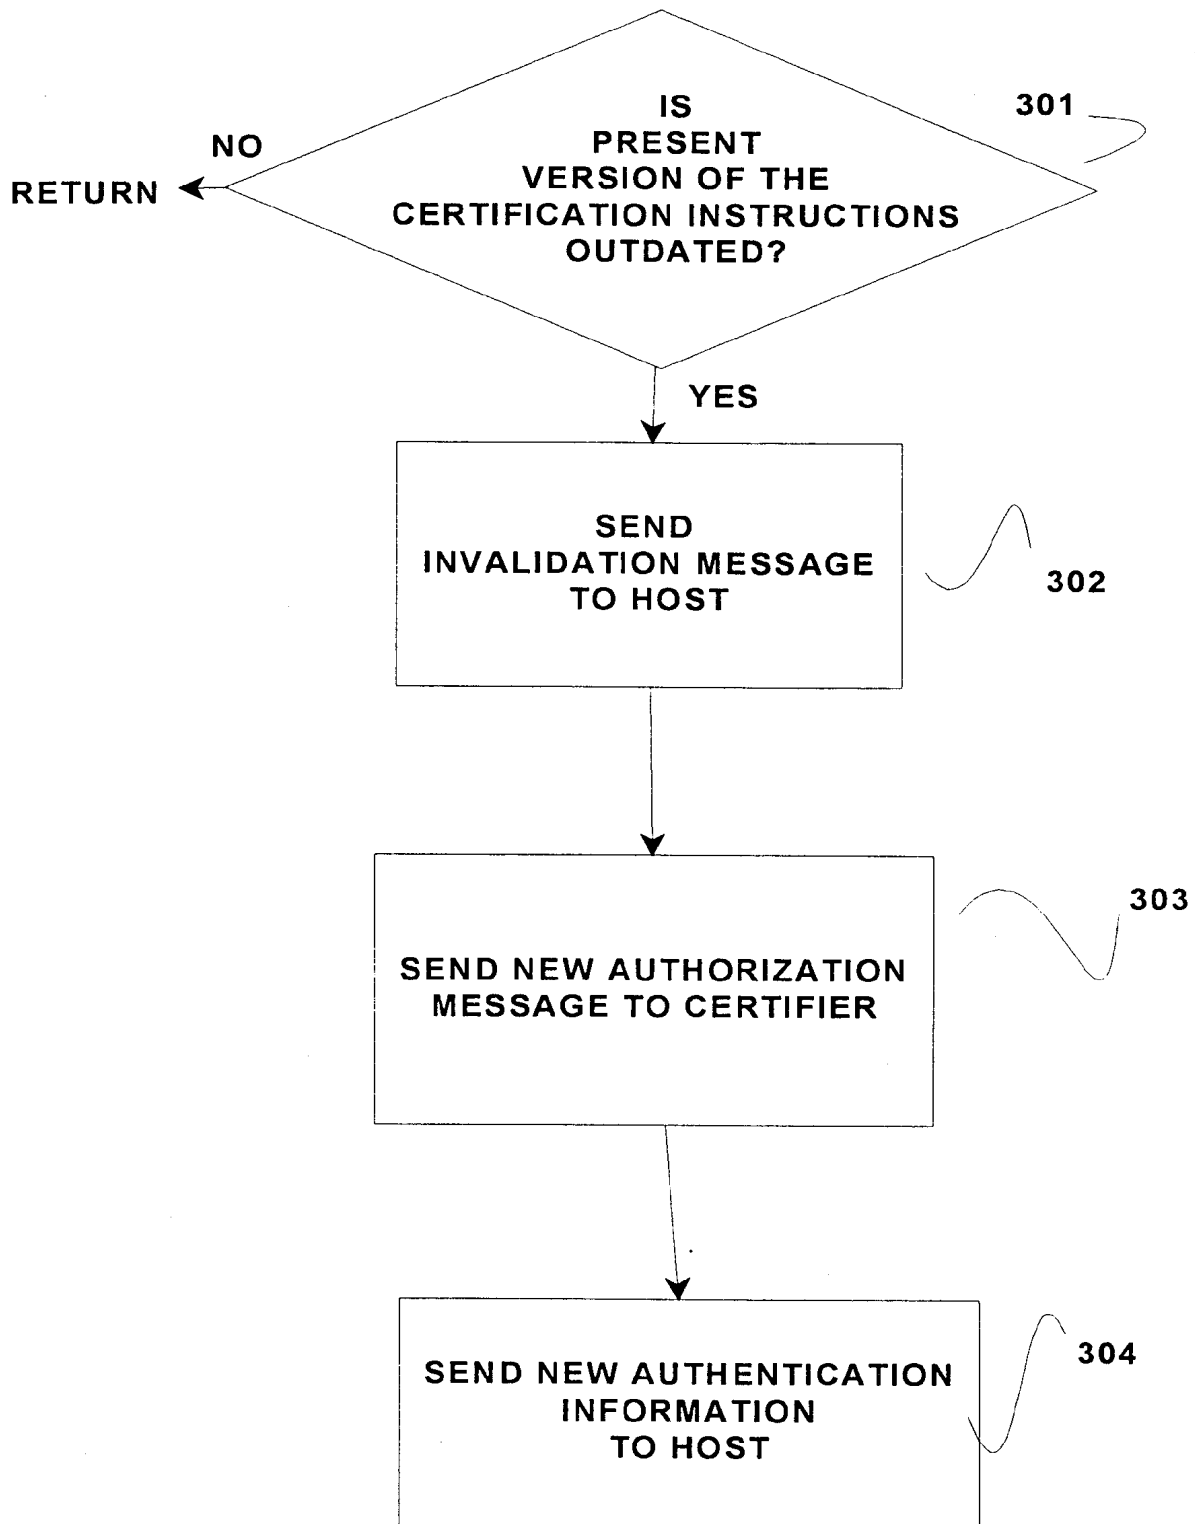 IS
PRESENT
VERSION OF THE
CERTIFICATION INSTRUCTIONS
OUTDATED?
301
NO
RETURN
YES
SEND
INVALIDATION MESSAGE
TO HOST
302
303
SEND NEW AUTHORIZATION
MESSAGE TO CERTIFIER
304
SEND NEW AUTHENTICATION
INFORMATION
TO HOST